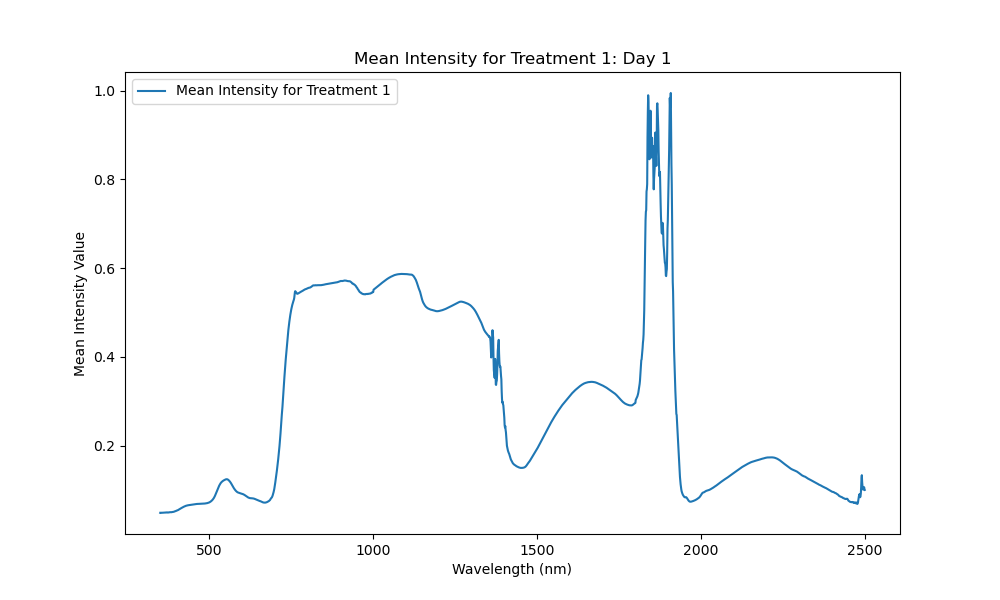 Mean Intensity for Treatment 1: Day 1
Mean Intensity for Treatment 1
1.0
0.8
0.6
0.4
0.2
Mean Intensity Value
500 1000 1500 2000 2500
Wavelength (nm)